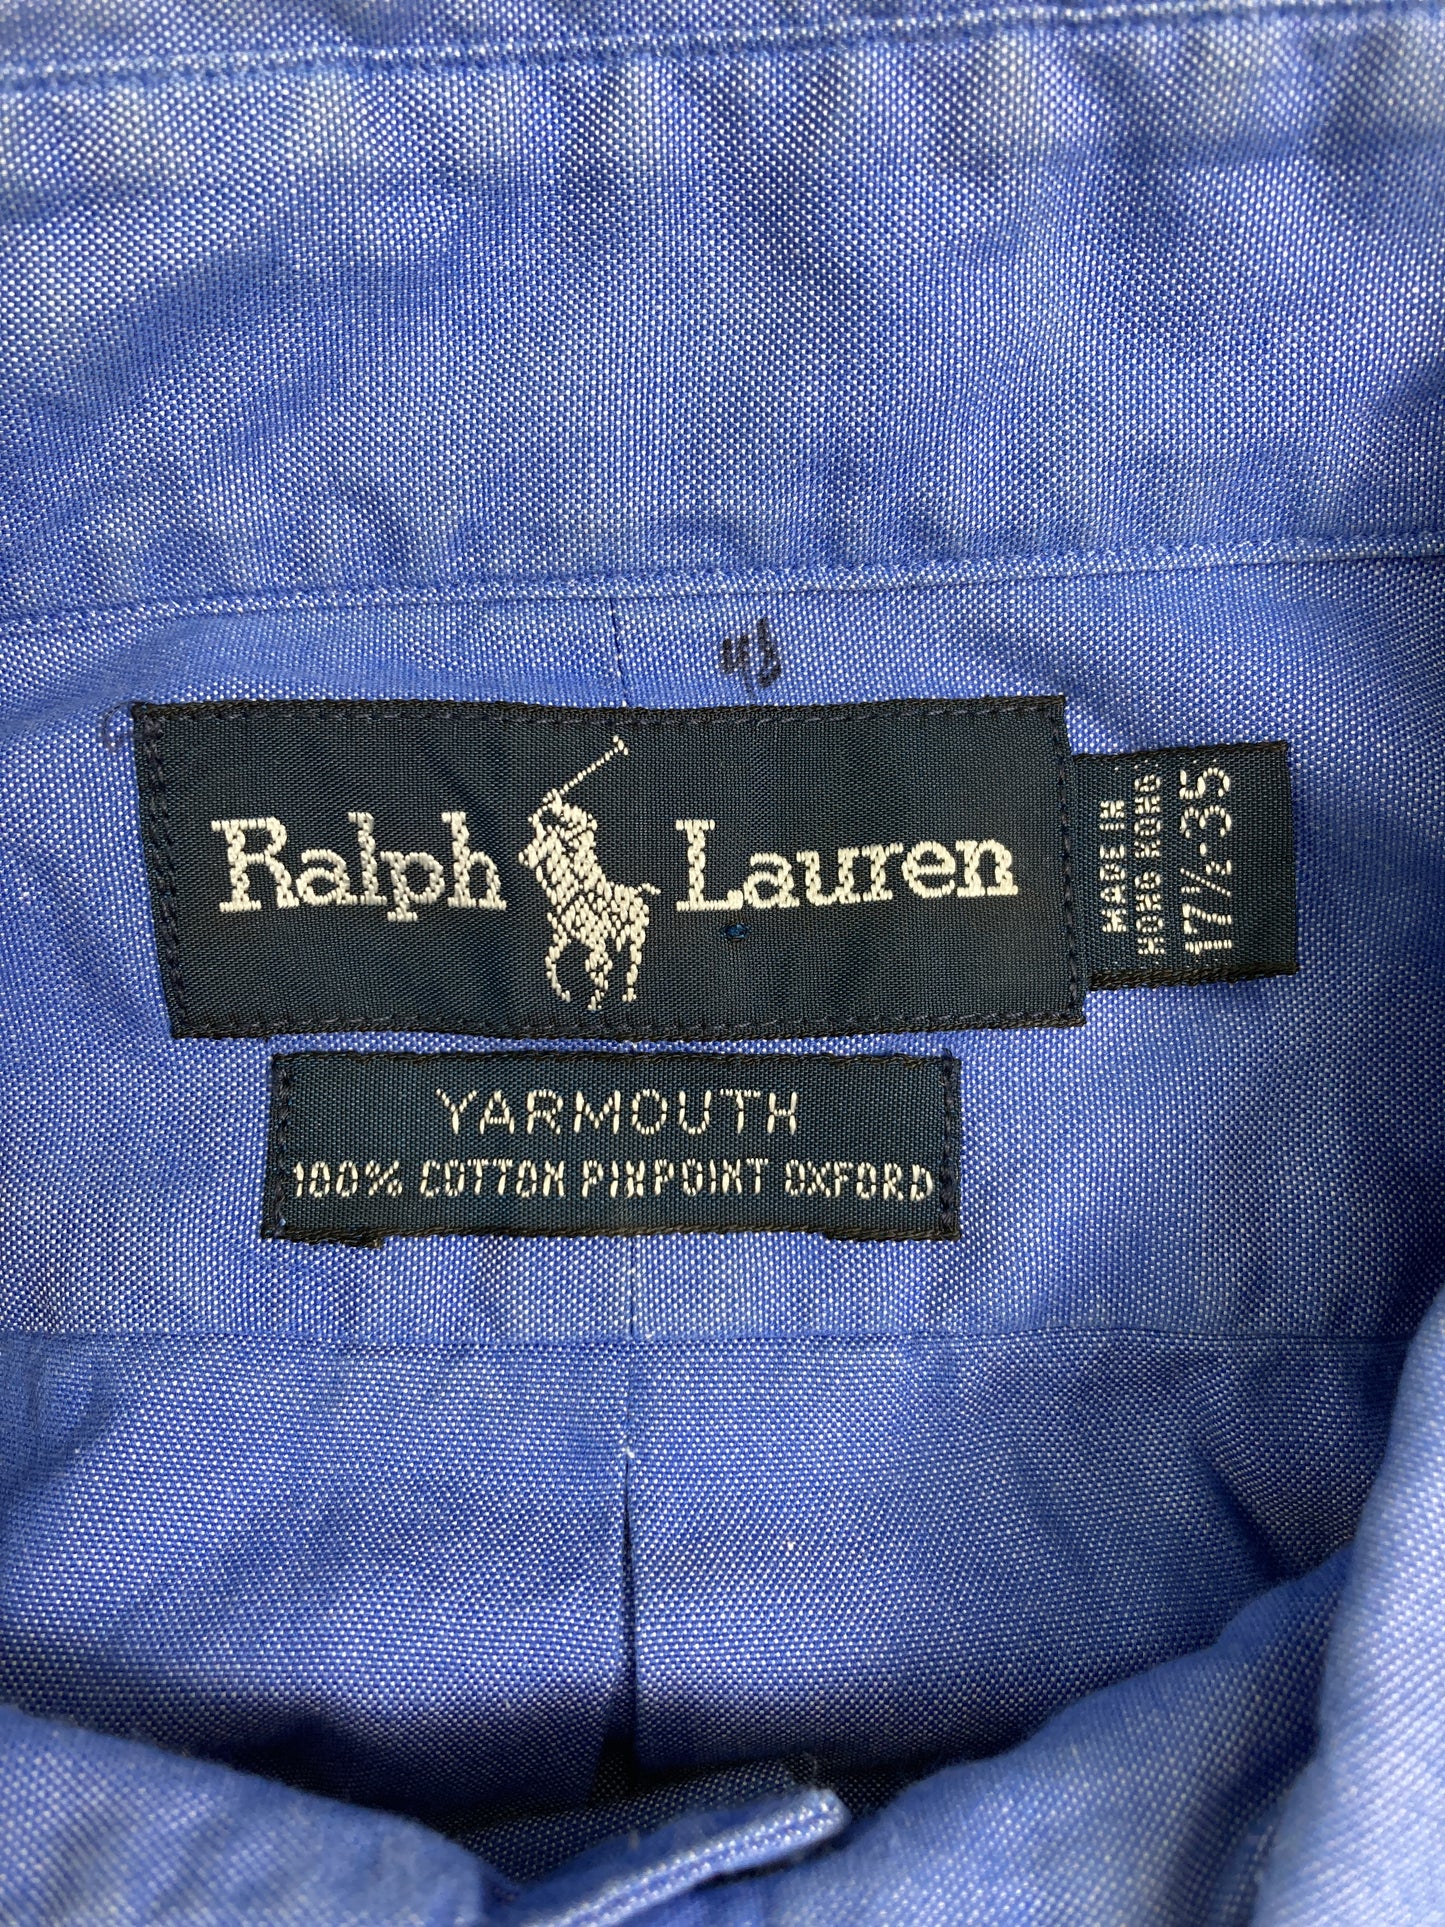 Ralph Lauren
MADE IN
HONG KONG
17½-35
YARMOUTH
100% COTTON PINPOINT OXFORD